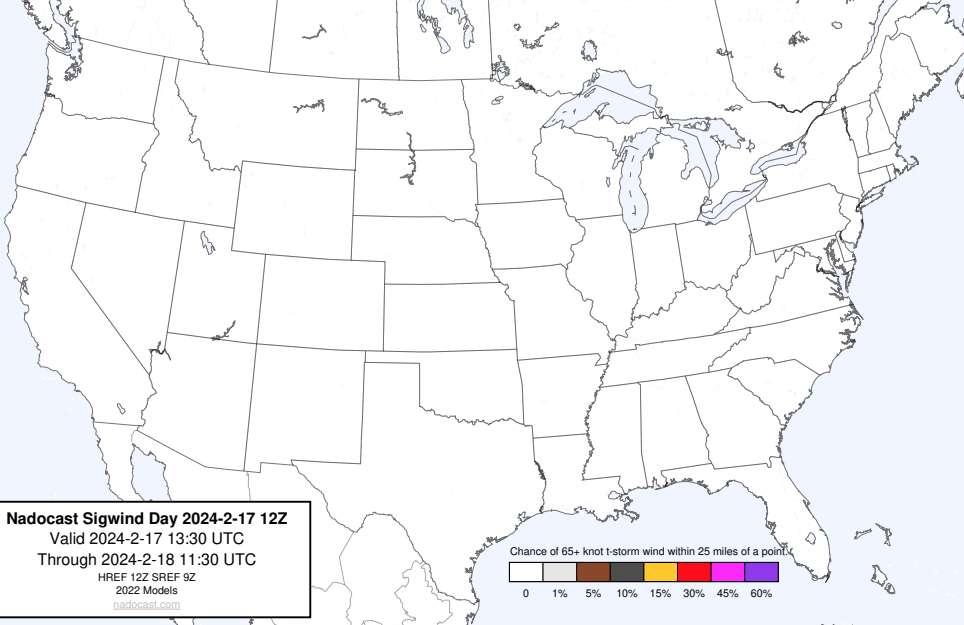 Nadocast Sigwind Day 2024-2-17 12Z
Valid 2024-2-17 13:30 UTC
Through 2024-2-18 11:30 UTC
HREF 12Z SREF 9Z
2022 Models
nadocast.com
Chance of 65+ knot t-storm wind within 25 miles of a point.
0 1% 5% 10% 15% 30% 45% 60%